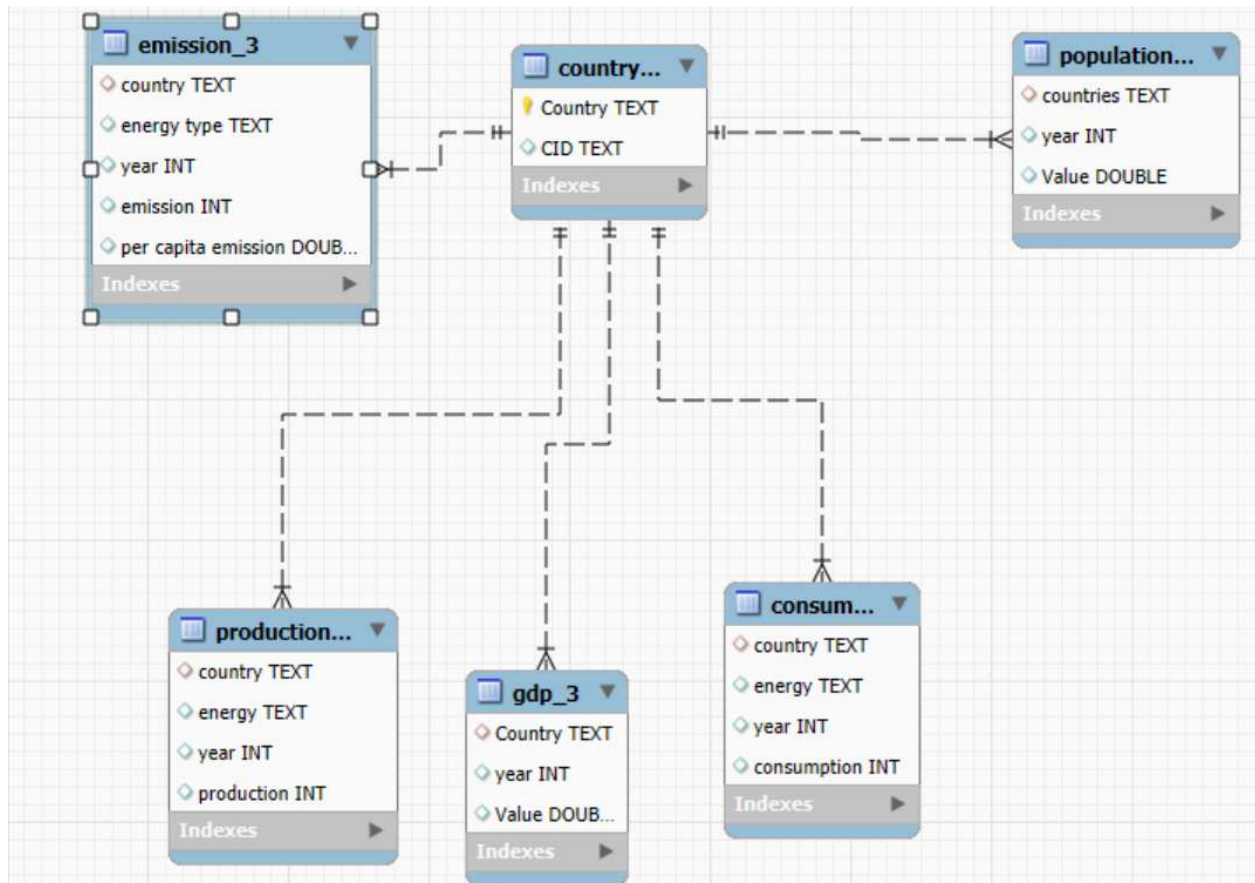 emission_3
country TEXT
energy type TEXT
year INT
emission INT
per capita emission DOUB...
Indexes
country...
Country TEXT
CID TEXT
Indexes
population...
countries TEXT
year INT
Value DOUBLE
Indexes
production...
country TEXT
energy TEXT
year INT
production INT
Indexes
gdp_3
Country TEXT
year INT
Value DOUB...
Indexes
consum...
country TEXT
energy TEXT
year INT
consumption INT
Indexes